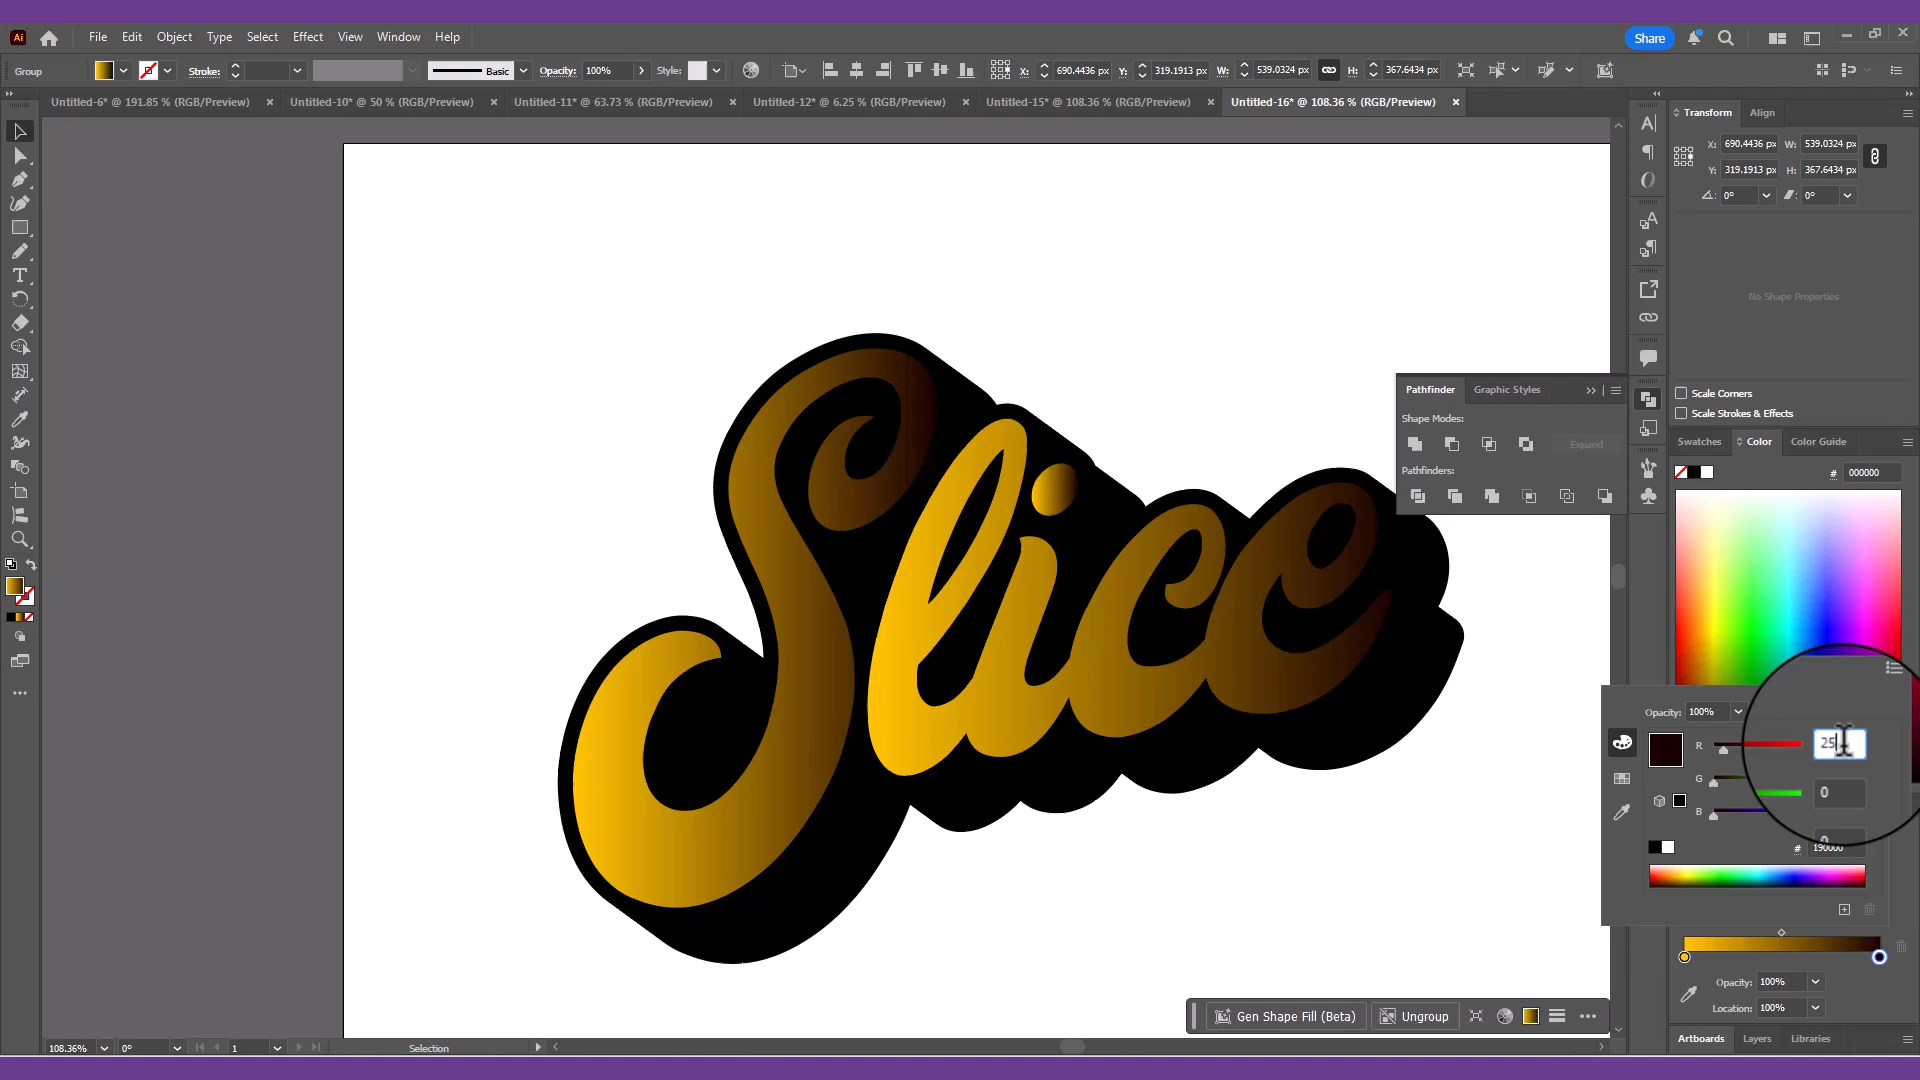 Ai File Edit Object Type Select Effect View Window Help Share
Group Stroke: Basic Opacity: 100% Style: X: 690.4436 px Y: 319.1913 px W: 539.0324 px H: 367.6434 px
Untitled-6* @ 191.85 % (RGB/Preview) × Untitled-10* @ 50 % (RGB/Preview) × Untitled-11* @ 63.73 % (RGB/Preview) × Untitled-12* @ 6.25 % (RGB/Preview) × Untitled-15* @ 108.36 % (RGB/Preview) × Untitled-16* @ 108.36 % (RGB/Preview) ×
Transform Align
X: 690.4436 px W: 539.0324 px
Y: 319.1913 px H: 367.6434 px
0° 0°
No Shape Properties
Scale Corners
Scale Strokes & Effects
Pathfinder Graphic Styles
Shape Modes:
Expand
Pathfinders:
Swatches Color Color Guide
# 000000
Slice
Opacity: 100%
R 25
G 0
B 0
# 190000
Opacity: 100%
Location: 100%
Gen Shape Fill (Beta) Ungroup
Artboards Layers Libraries
108.36% 0° 1 Selection